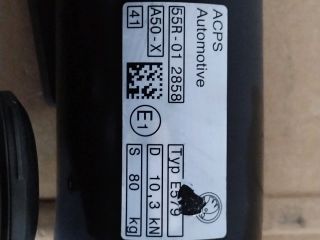 ACPS
Automotive
55R-01 2858
A50-X
41
E1
Typ E579
D 10,3 kN
S 80 kg